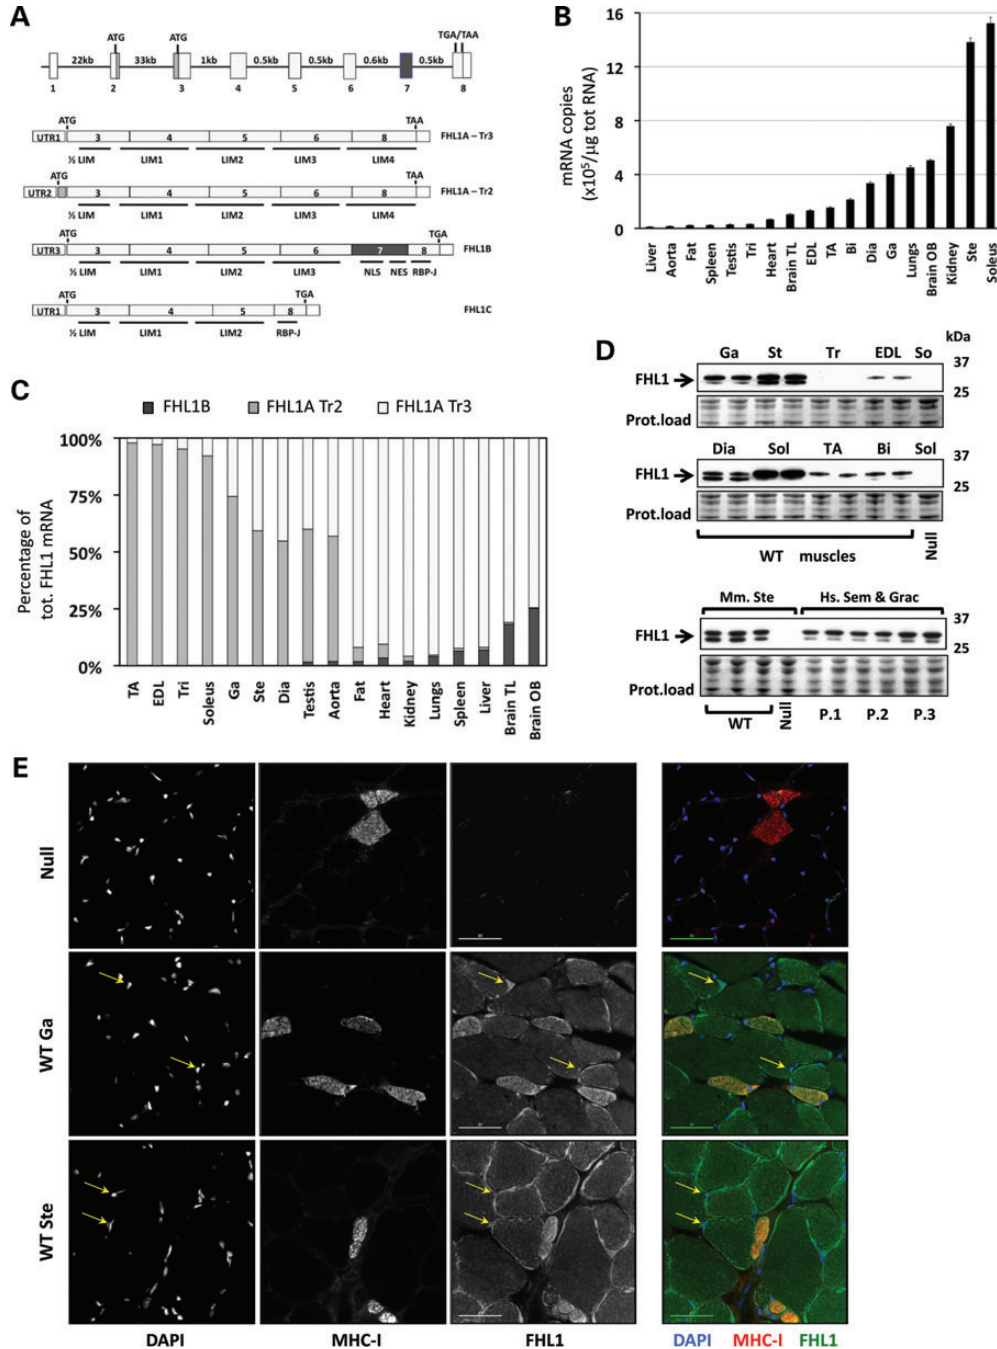 A
ATG ATG TGA/TAA
22kb 33kb 1kb 0.5kb 0.5kb 0.6kb 0.5kb
1 2 3 4 5 6 7 8
ATG TAA
UTR1 3 4 5 6 8 FHL1A – Tr3
½ LIM LIM1 LIM2 LIM3 LIM4
ATG TAA
UTR2 3 4 5 6 8 FHL1A – Tr2
½ LIM LIM1 LIM2 LIM3 LIM4
ATG TGA
UTR3 3 4 5 6 7 8 FHL1B
½ LIM LIM1 LIM2 LIM3 NLS NES RBP-J
ATG TGA
UTR1 3 4 5 8 FHL1C
½ LIM LIM1 LIM2 RBP-J
B
mRNA copies
(x10⁵/µg tot RNA)
16
12
8
4
0
Liver Aorta Fat Spleen Testis Tri Heart Brain TL EDL TA Bi Dia Ga Lungs Brain OB Kidney Ste Soleus
C
FHL1B FHL1A Tr2 FHL1A Tr3
Percentage of
tot. FHL1 mRNA
100%
75%
50%
25%
0%
TA EDL Tri Soleus Ga Ste Dia Testis Aorta Fat Heart Kidney Lungs Spleen Liver Brain TL Brain OB
D
kDa
Ga St Tr EDL So
FHL1 37
25
Prot.load
Dia Sol TA Bi Sol
FHL1 37
25
Prot.load
WT muscles Null
Mm. Ste Hs. Sem & Grac
FHL1 37
25
Prot.load
WT Null P.1 P.2 P.3
E
Null
WT Ga
WT Ste
DAPI MHC-I FHL1 DAPI MHC-I FHL1